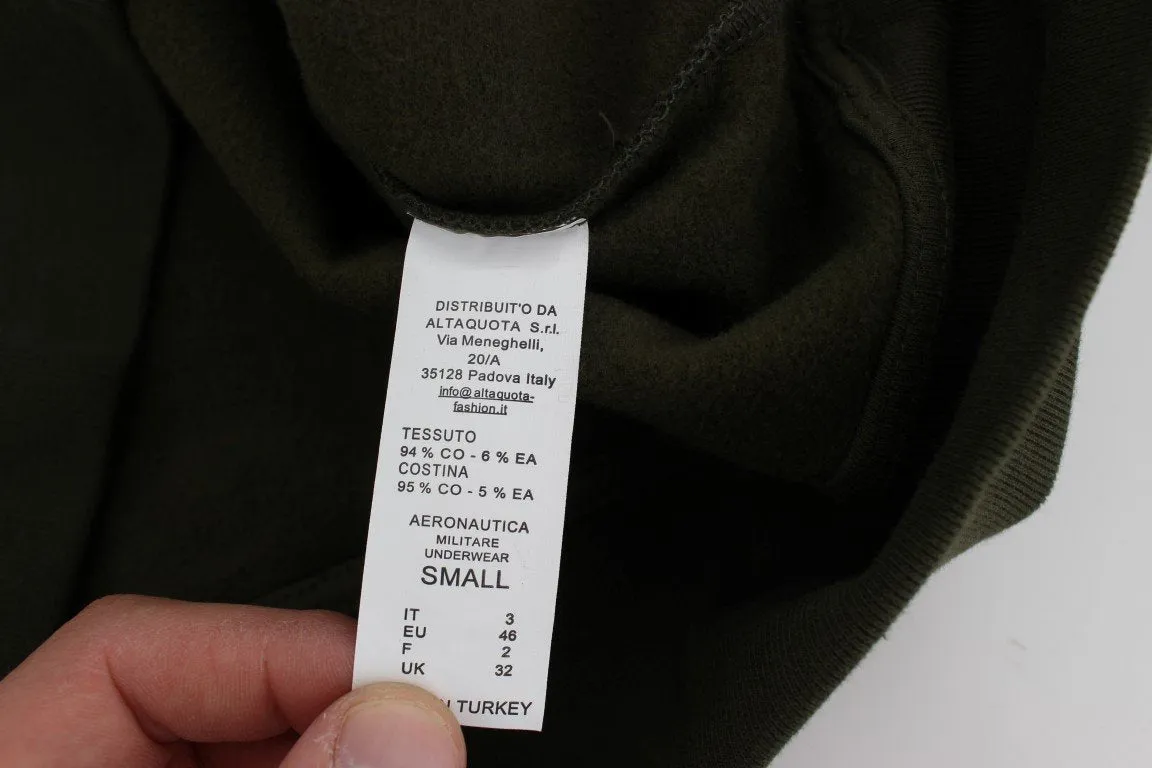 DISTRIBUIT'O DA
ALTAQUOTA S.r.l.
Via Meneghelli,
20/A
35128 Padova Italy
info@altaquota-
fashion.it
TESSUTO
94 % CO - 6 % EA
COSTINA
95 % CO - 5 % EA
AERONAUTICA
MILITARE
UNDERWEAR
SMALL
IT 3
EU 46
F 2
UK 32
TURKEY